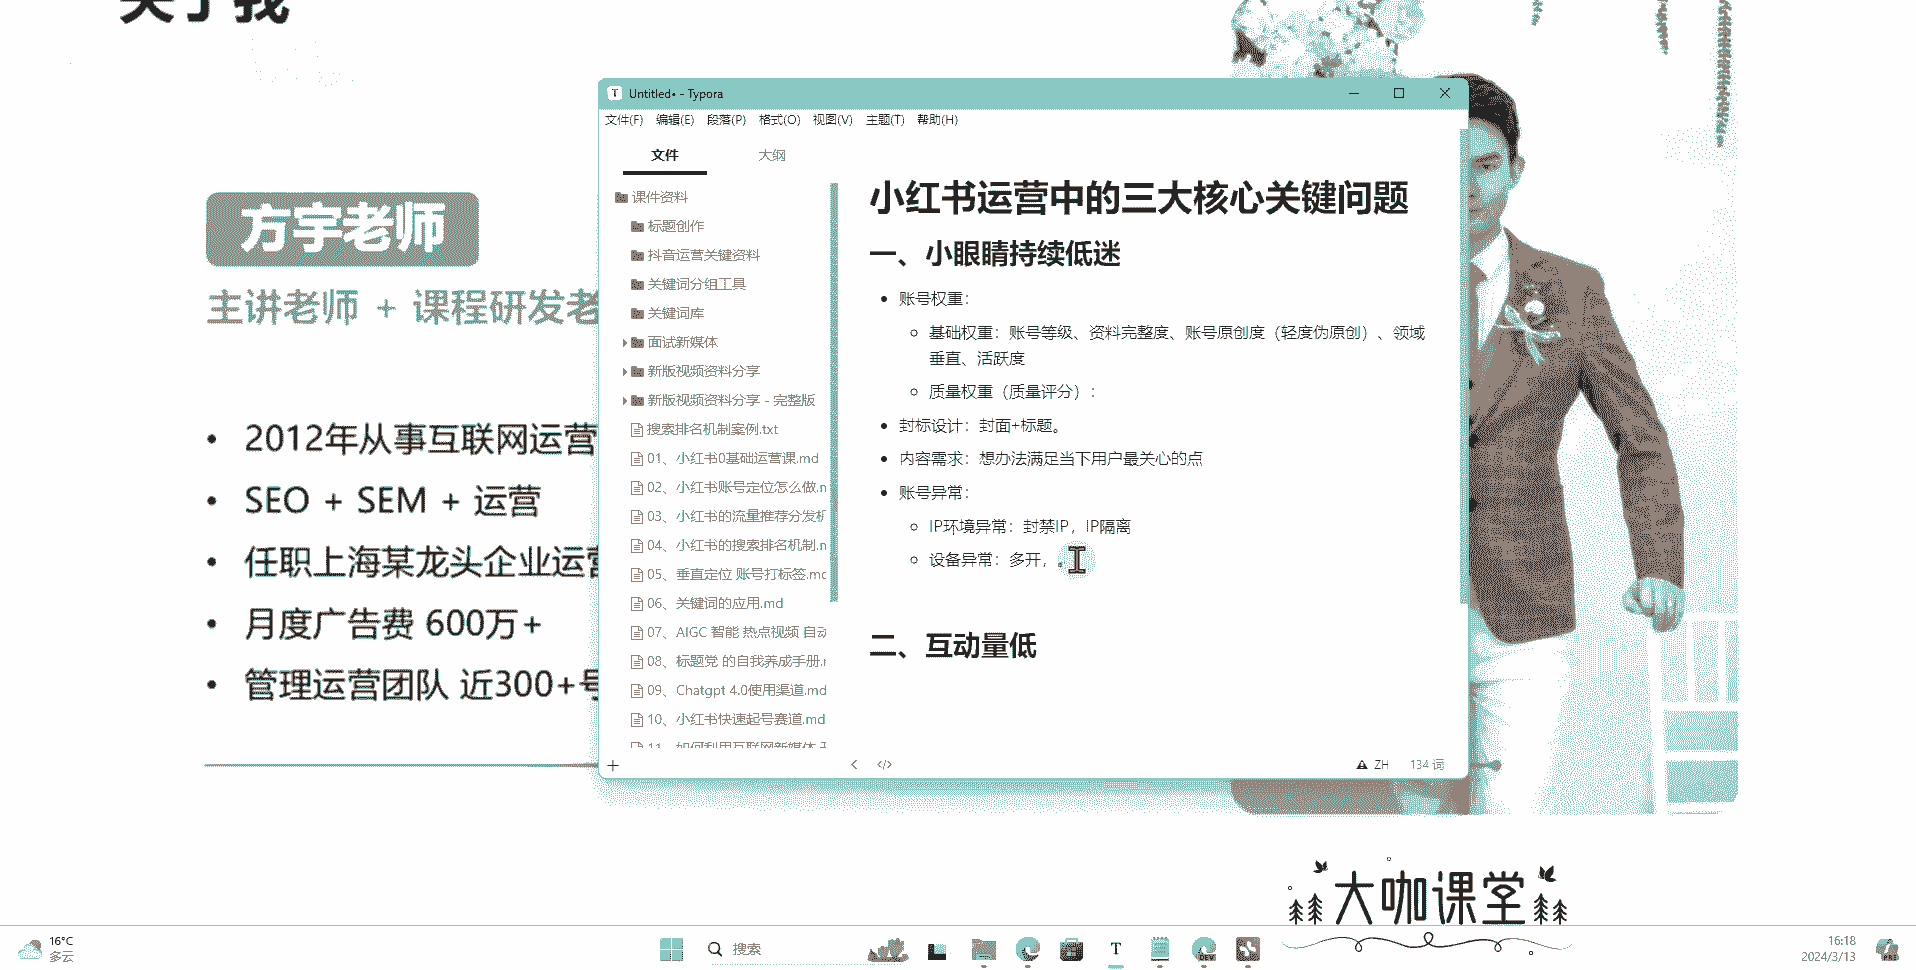 关于我
方宇老师
主讲老师 + 课程研发老
• 2012年从事互联网运营
• SEO + SEM + 运营
• 任职上海某龙头企业运营
• 月度广告费 600万+
• 管理运营团队 近300+号
Untitled• - Typora
文件(F) 编辑(E) 段落(P) 格式(O) 视图(V) 主题(T) 帮助(H)
文件 大纲
课件资料
标题创作
抖音运营关键资料
关键词分组工具
关键词库
面试新媒体
新版视频资料分享
新版视频资料分享 - 完整版
搜索排名机制案例.txt
01、小红书0基础运营课.md
02、小红书账号定位怎么做.n
03、小红书的流量推荐分发机
04、小红书的搜索排名机制.n
05、垂直定位 账号打标签.mc
06、关键词的应用.md
07、AIGC 智能 热点视频 自动
08、标题党 的自我养成手册.r
09、Chatgpt 4.0使用渠道.md
10、小红书快速起号赛道.md
11、如何利用互联网新媒体
小红书运营中的三大核心关键问题
一、小眼睛持续低迷
• 账号权重：
基础权重：账号等级、资料完整度、账号原创度（轻度伪原创）、领域
垂直、活跃度
质量权重（质量评分）：
• 封标设计：封面+标题。
• 内容需求：想办法满足当下用户最关心的点
• 账号异常：
IP环境异常：封禁IP，IP隔离
设备异常：多开，。
二、互动量低
ZH 134 词
大咖课堂
16°C
多云
搜索
T
DEV
16:18
2024/3/13
PRE